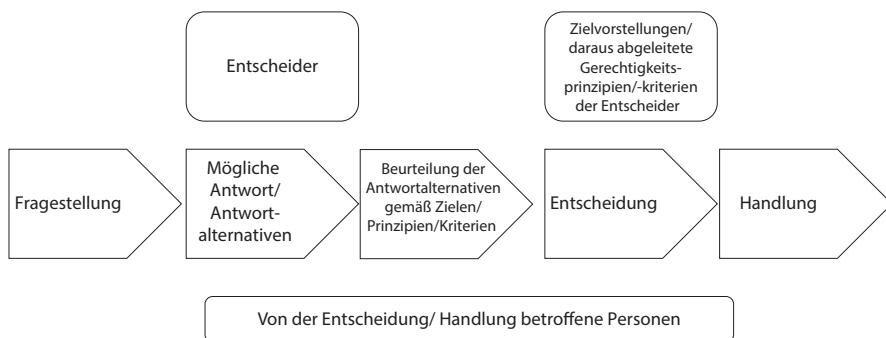 Entscheider
Zielvorstellungen/
daraus abgeleitete
Gerechtigkeits-
prinzipien/-kriterien
der Entscheider
Fragestellung
Mögliche
Antwort/
Antwort-
alternativen
Beurteilung der
Antwortalternativen
gemäß Zielen/
Prinzipien/Kriterien
Entscheidung
Handlung
Von der Entscheidung/ Handlung betroffene Personen